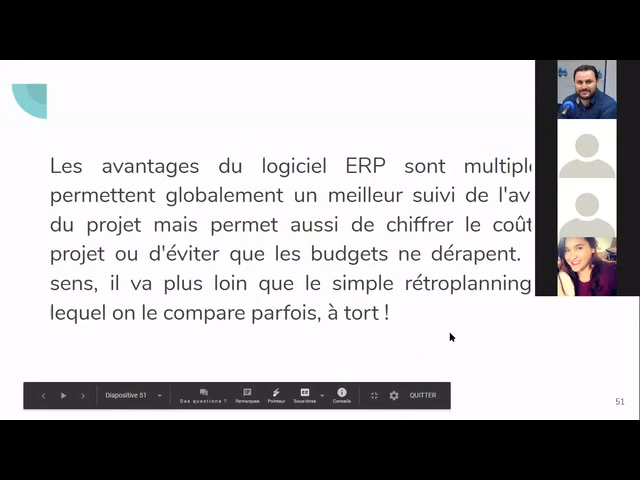 Les avantages du logiciel ERP sont multiple
permettent globalement un meilleur suivi de l'av
du projet mais permet aussi de chiffrer le coût
projet ou d'éviter que les budgets ne dérapent.
sens, il va plus loin que le simple rétroplanning
lequel on le compare parfois, à tort !
Diapositive 51
Des questions ?
Remarques
Pointeur
Sous-titres
Conseils
QUITTER
51